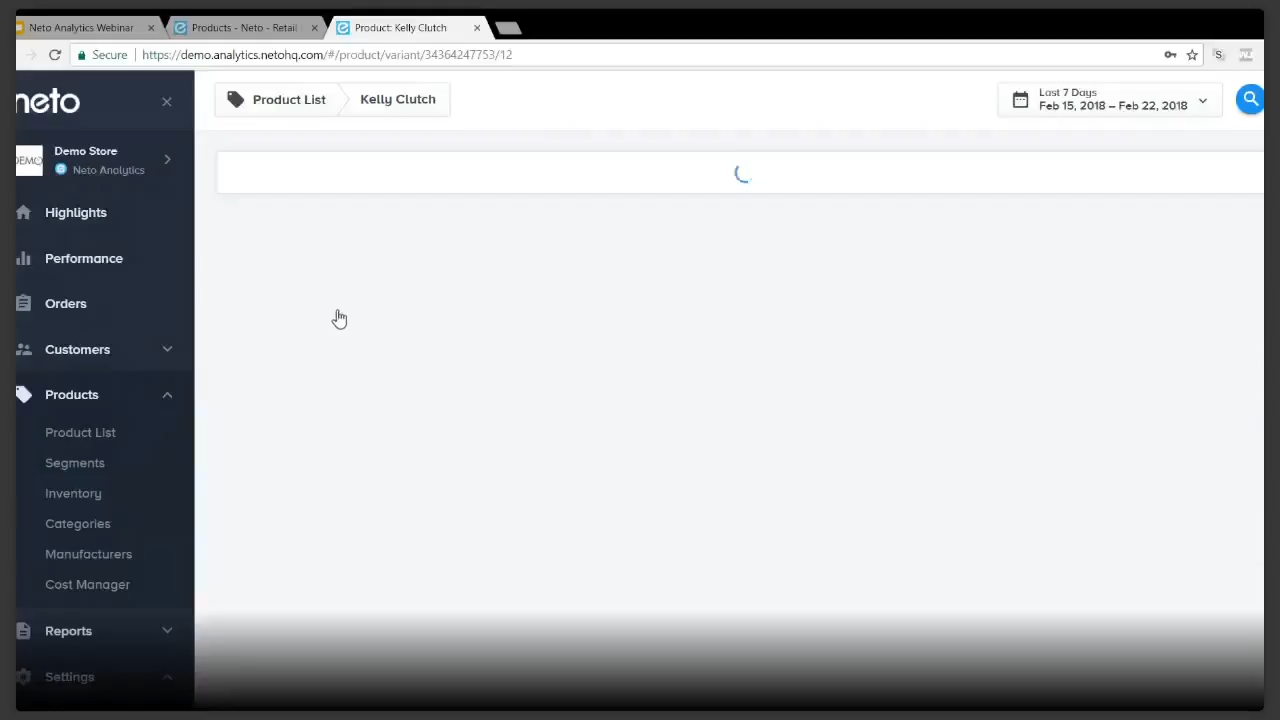 Neto Analytics Webinar
Products - Neto - Retail
Product: Kelly Clutch
Secure https://demo.analytics.netohq.com/#/product/variant/34364247753/12
neto
Product List
Kelly Clutch
Last 7 Days
Feb 15, 2018 – Feb 22, 2018
DEMO
Demo Store
Neto Analytics
Highlights
Performance
Orders
Customers
Products
Product List
Segments
Inventory
Categories
Manufacturers
Cost Manager
Reports
Settings